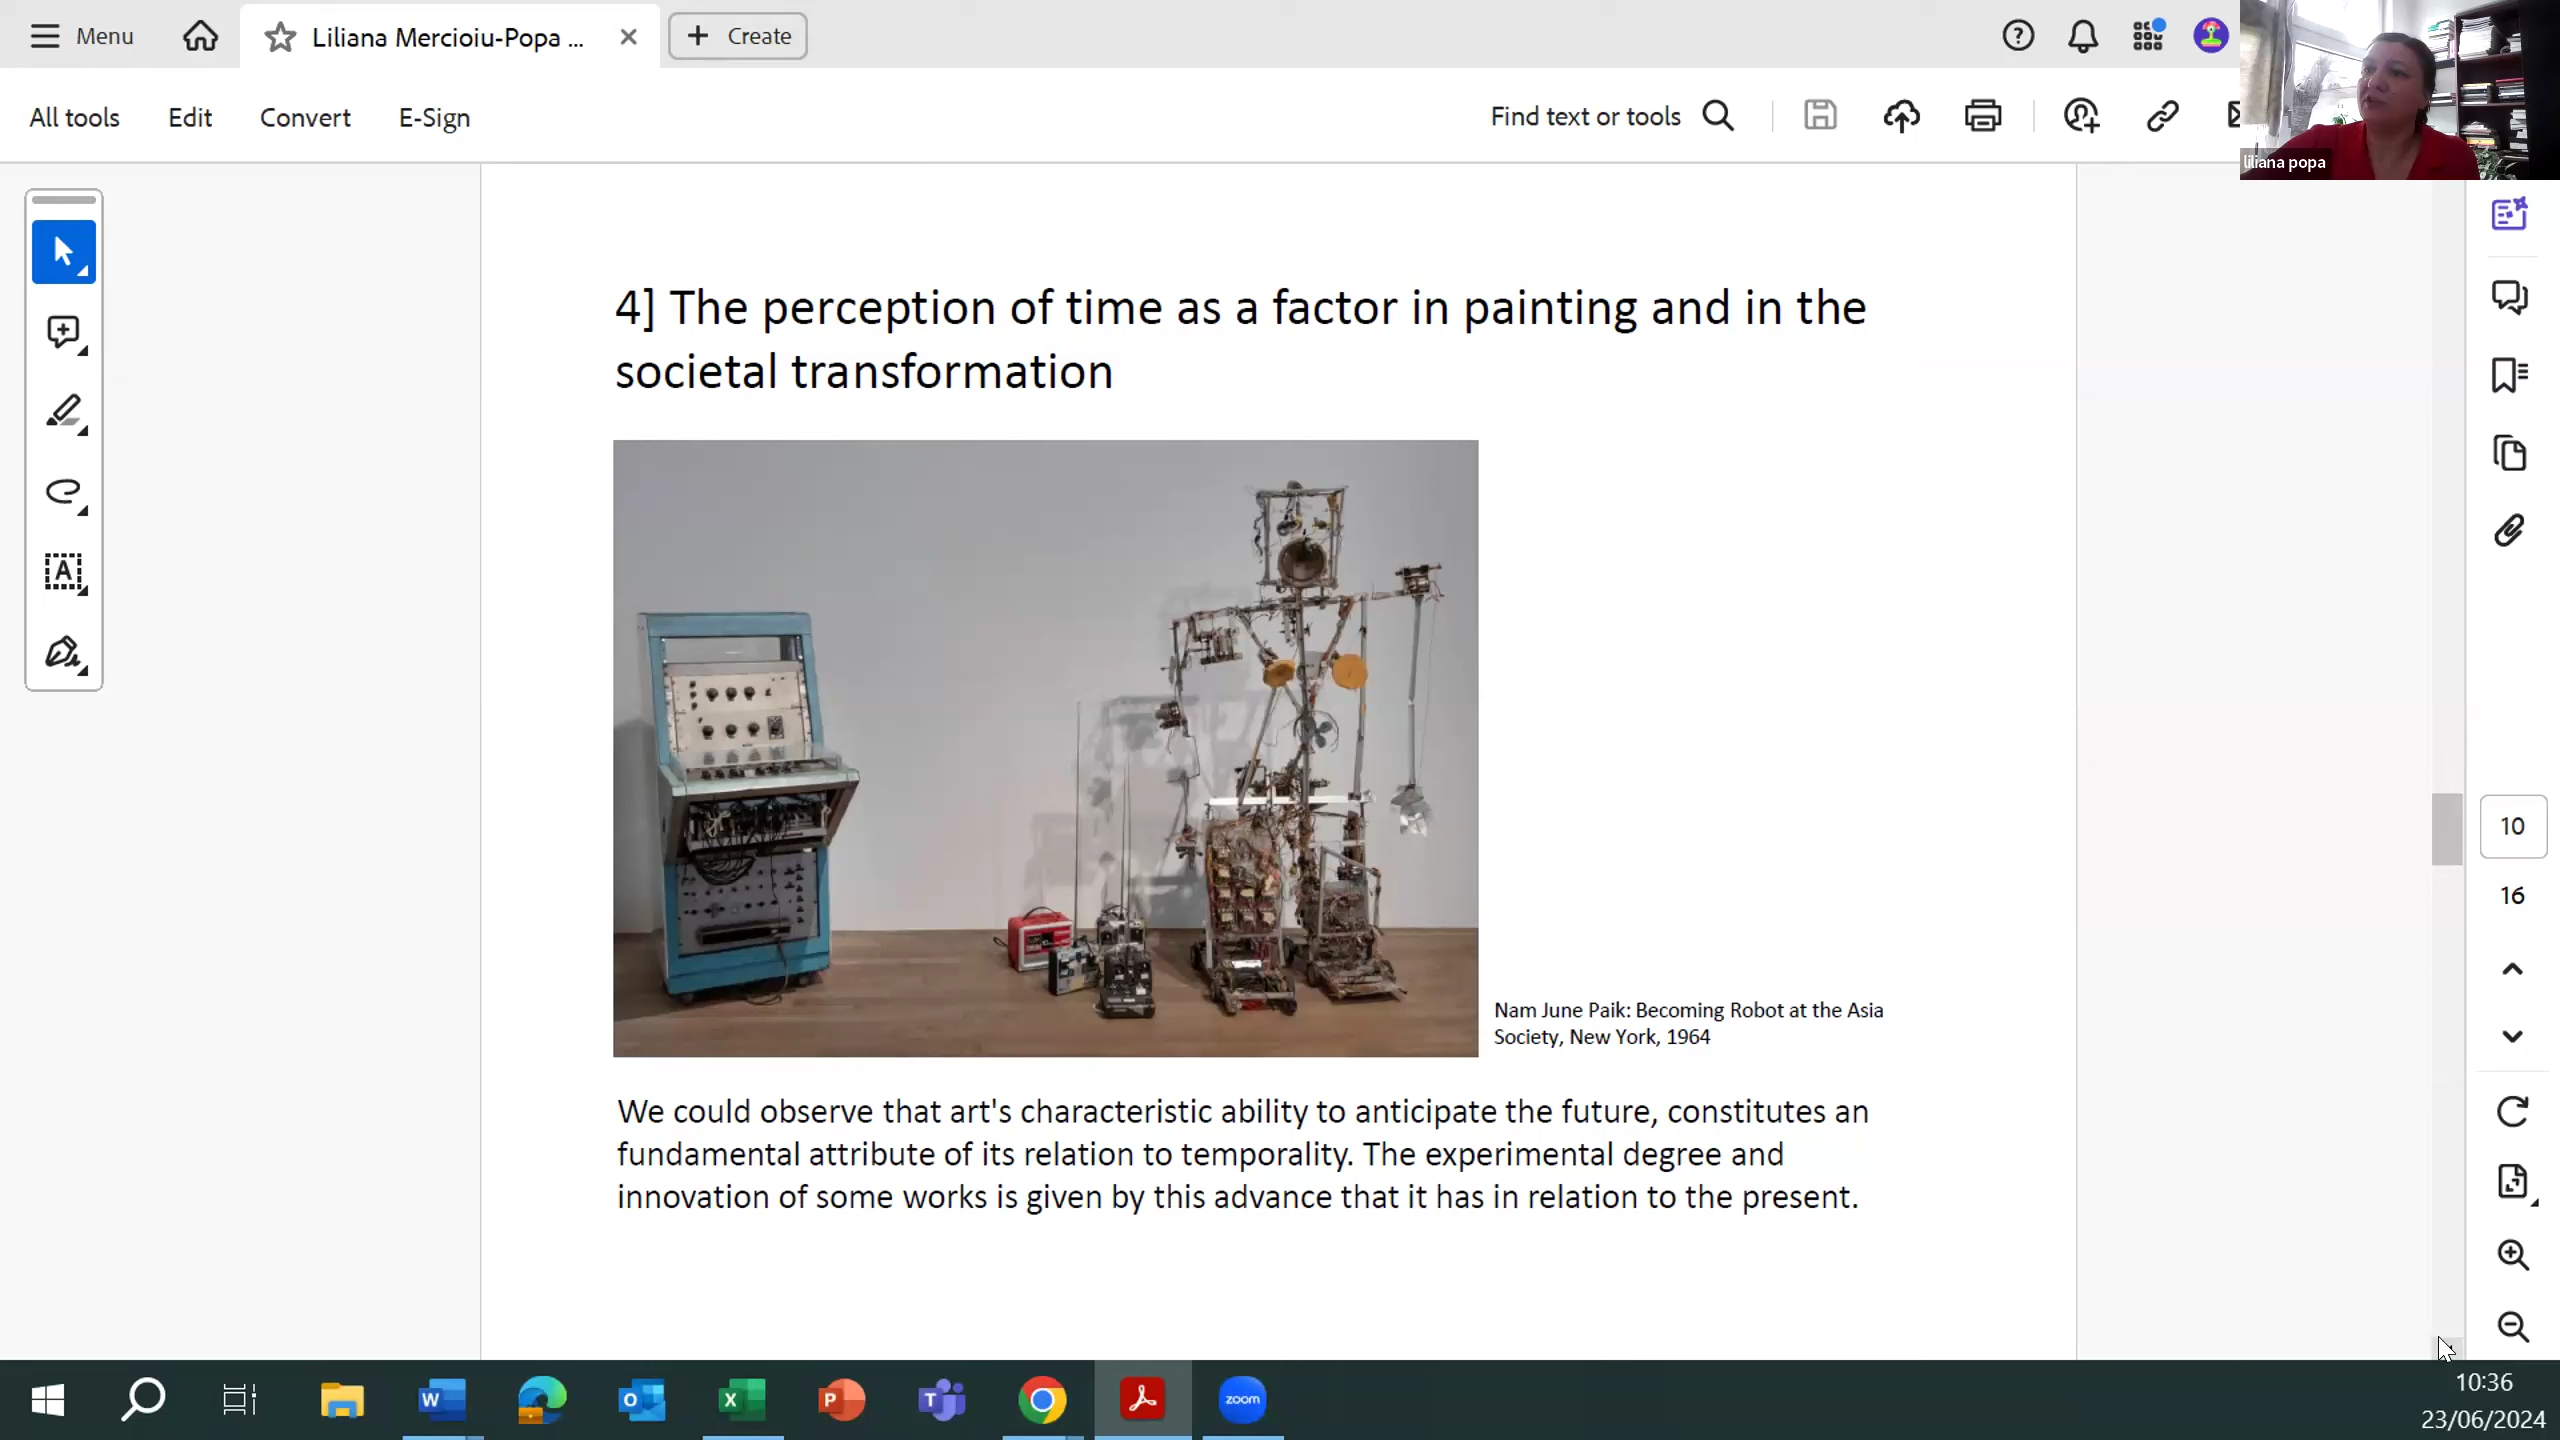 Menu
Liliana Mercioiu-Popa ...
Create
All tools
Edit
Convert
E-Sign
Find text or tools
liliana popa
4] The perception of time as a factor in painting and in the
societal transformation
Nam June Paik: Becoming Robot at the Asia
Society, New York, 1964
We could observe that art's characteristic ability to anticipate the future, constitutes an
fundamental attribute of its relation to temporality. The experimental degree and
innovation of some works is given by this advance that it has in relation to the present.
10
16
zoom
10:36
23/06/2024